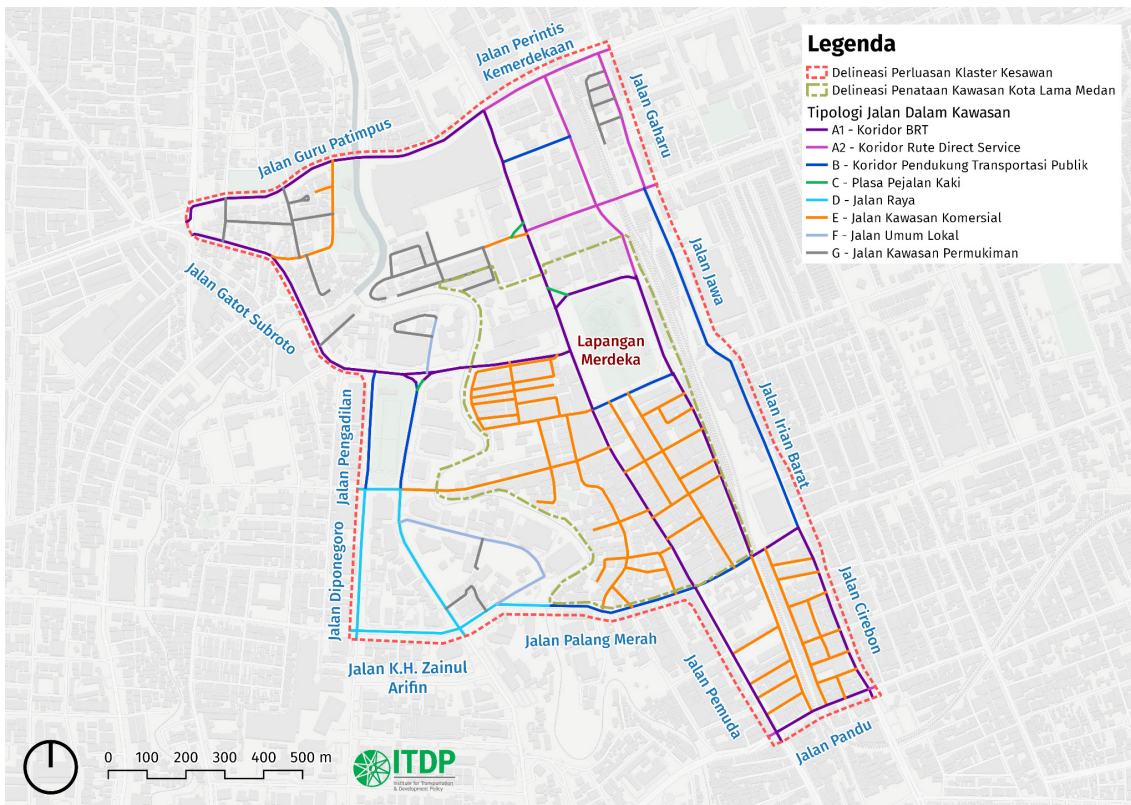 Jalan Perintis
Kemerdekaan
Jalan Gaharu
Jalan Guru Patimpus
Legenda
Delineasi Perluasan Klaster Kesawan
Delineasi Penataan Kawasan Kota Lama Medan
Tipologi Jalan Dalam Kawasan
A1 - Koridor BRT
A2 - Koridor Rute Direct Service
B - Koridor Pendukung Transportasi Publik
C - Plasa Pejalan Kaki
D - Jalan Raya
E - Jalan Kawasan Komersial
F - Jalan Umum Lokal
G - Jalan Kawasan Permukiman
Jalan Gatot Subroto
Jalan Jawa
Lapangan
Merdeka
Jalan Pengadilan
Jalan Irian Barat
Jalan Diponegoro
Jalan Cirebon
Jalan Palang Merah
Jalan K.H. Zainul
Arifin
Jalan Pemuda
Jalan Pandu
0 100 200 300 400 500 m
ITDP
Institute for Transportation
& Development Policy